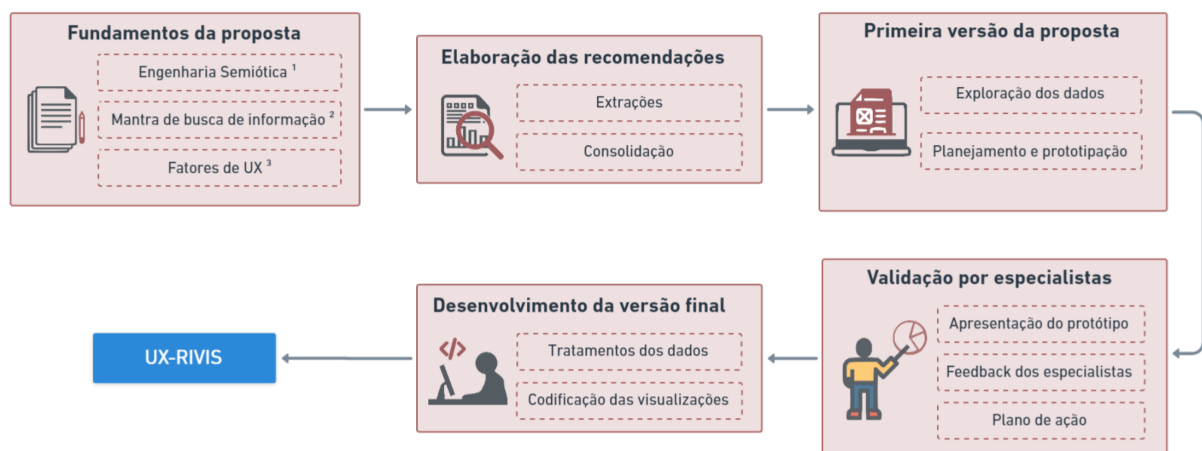 Fundamentos da proposta
Engenharia Semiótica ¹
Mantra de busca de informação ²
Fatores de UX ³
Elaboração das recomendações
Extrações
Consolidação
Primeira versão da proposta
Exploração dos dados
Planejamento e prototipação
Validação por especialistas
Apresentação do protótipo
Feedback dos especialistas
Plano de ação
Desenvolvimento da versão final
</>
Tratamentos dos dados
Codificação das visualizações
UX-RIVIS